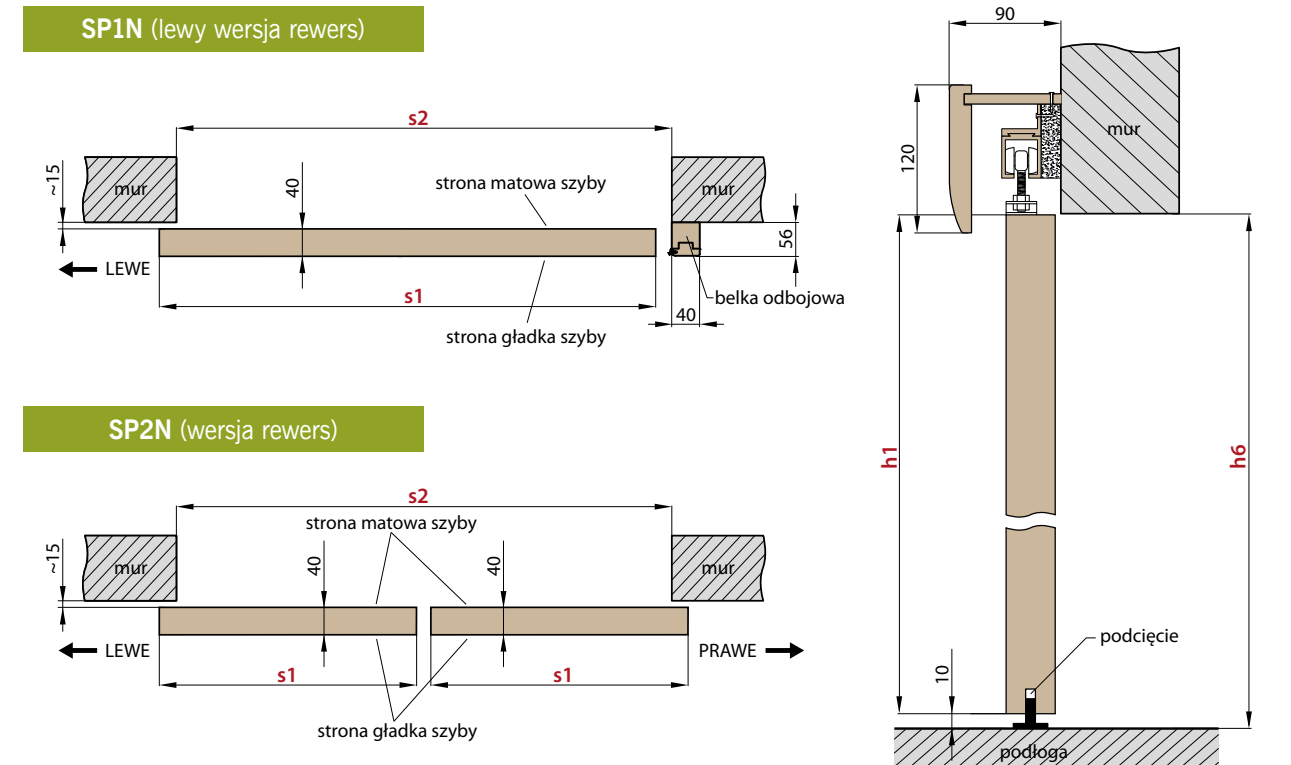 SP1N (lewy wersja rewers)
s2
~15
mur
40
strona matowa szyby
mur
56
LEWE
s1
belka odbojowa
40
strona gładka szyby
SP2N (wersja rewers)
s2
strona matowa szyby
~15
mur
40
40
mur
LEWE
PRAWE
s1
s1
strona gładka szyby
90
120
mur
h1
h6
podcięcie
10
podłoga